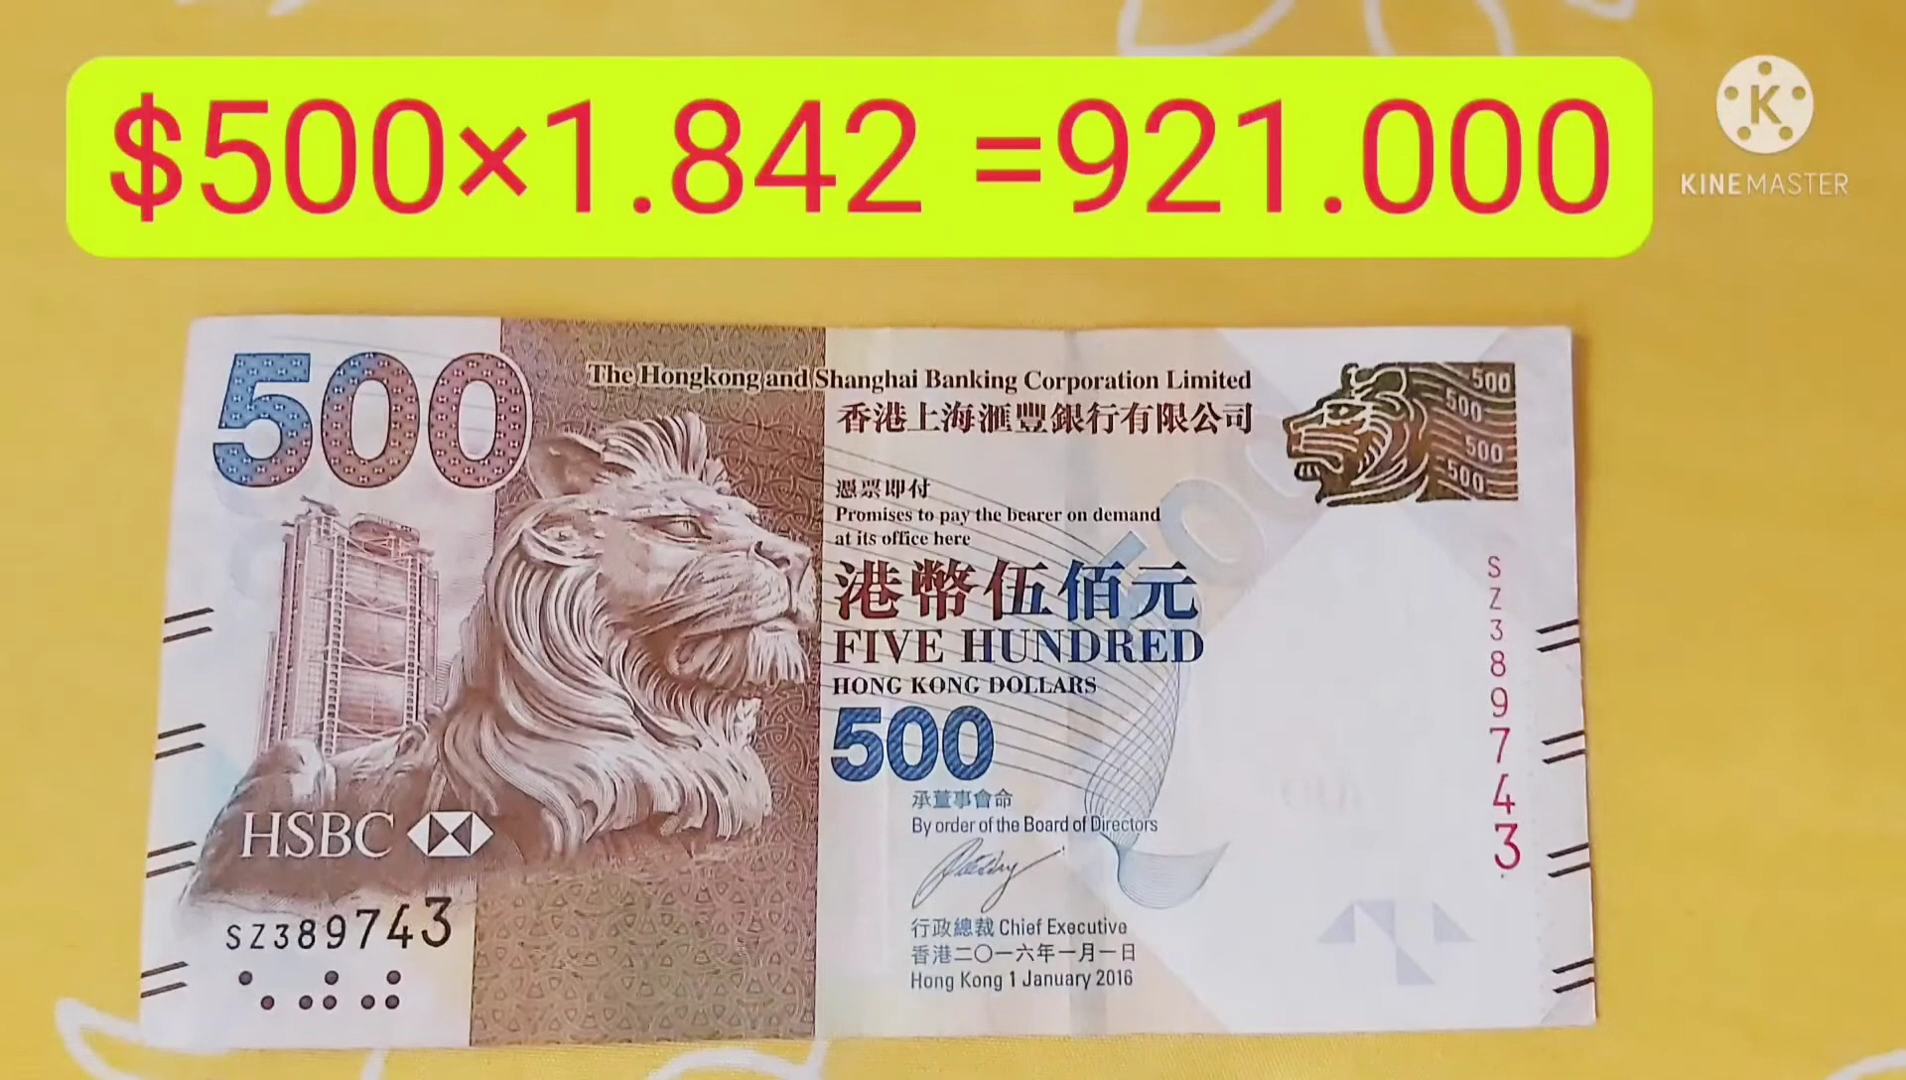 $500×1.842 =921.000
K
KINEMASTER
500
The Hongkong and Shanghai Banking Corporation Limited
香港上海滙豐銀行有限公司
500
500
500
500
憑票即付
Promises to pay the bearer on demand
at its office here
港幣伍佰元
FIVE HUNDRED
HONG KONG DOLLARS
500
承董事會命
By order of the Board of Directors
HSBC
SZ389743
行政總裁 Chief Executive
香港二〇一六年一月一日
Hong Kong 1 January 2016
SZ389743